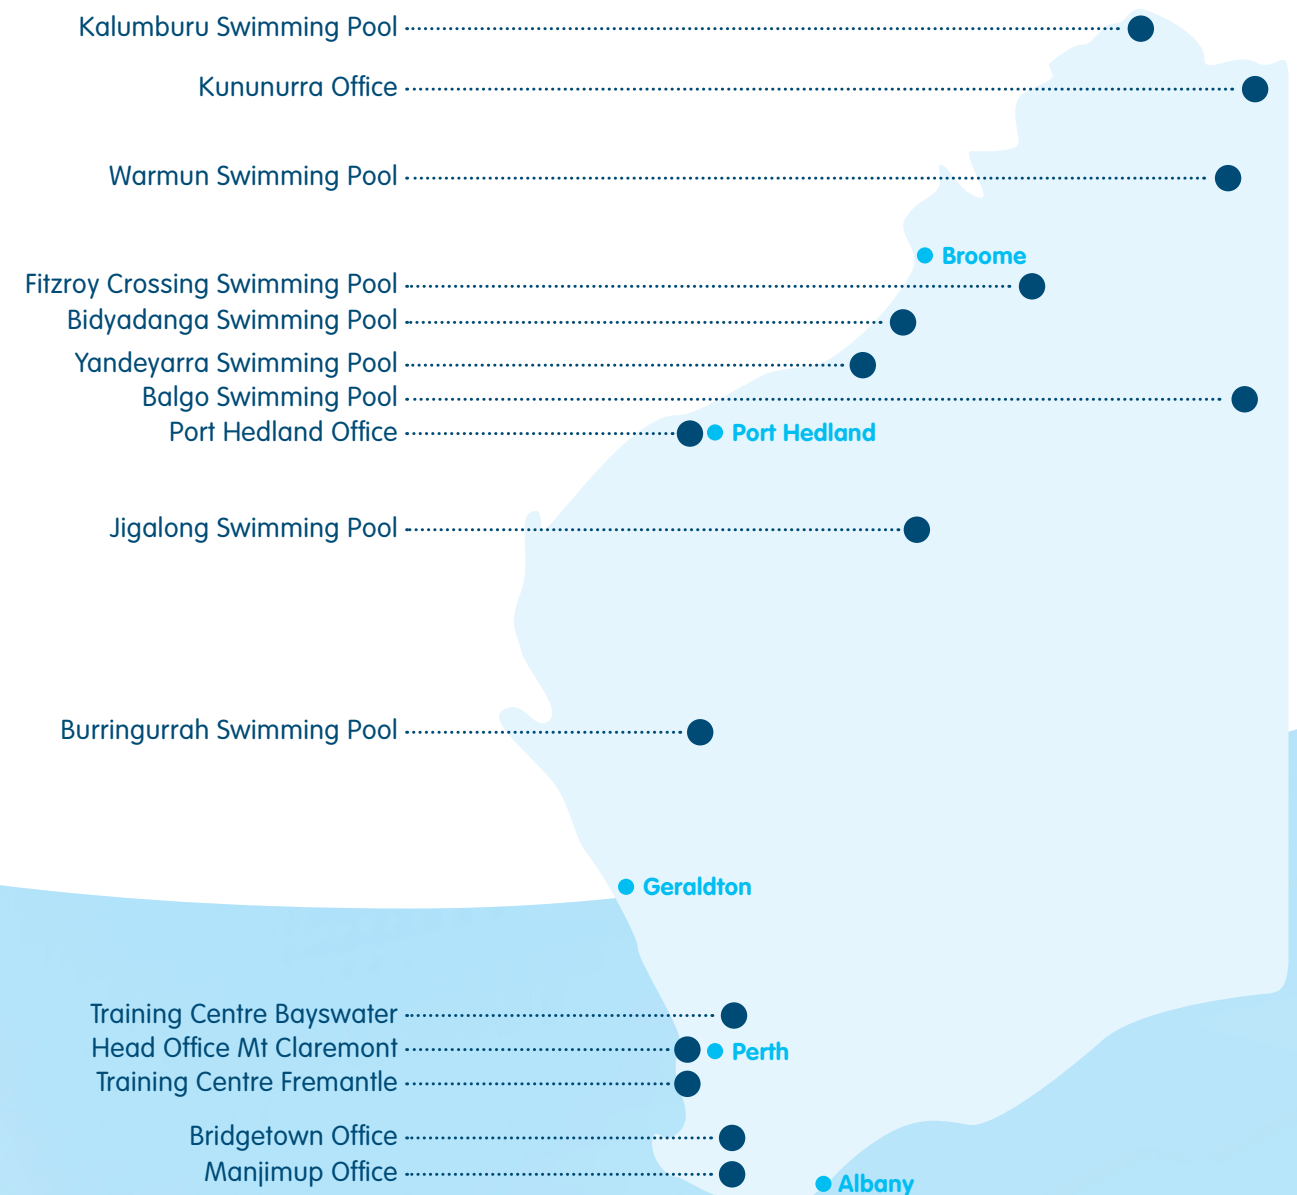 Kalumburu Swimming Pool
Kununurra Office
Warmun Swimming Pool
Broome
Fitzroy Crossing Swimming Pool
Bidyadanga Swimming Pool
Yandeyarra Swimming Pool
Balgo Swimming Pool
Port Hedland Office
Port Hedland
Jigalong Swimming Pool
Burringurrah Swimming Pool
Geraldton
Training Centre Bayswater
Head Office Mt Claremont
Perth
Training Centre Fremantle
Bridgetown Office
Manjimup Office
Albany